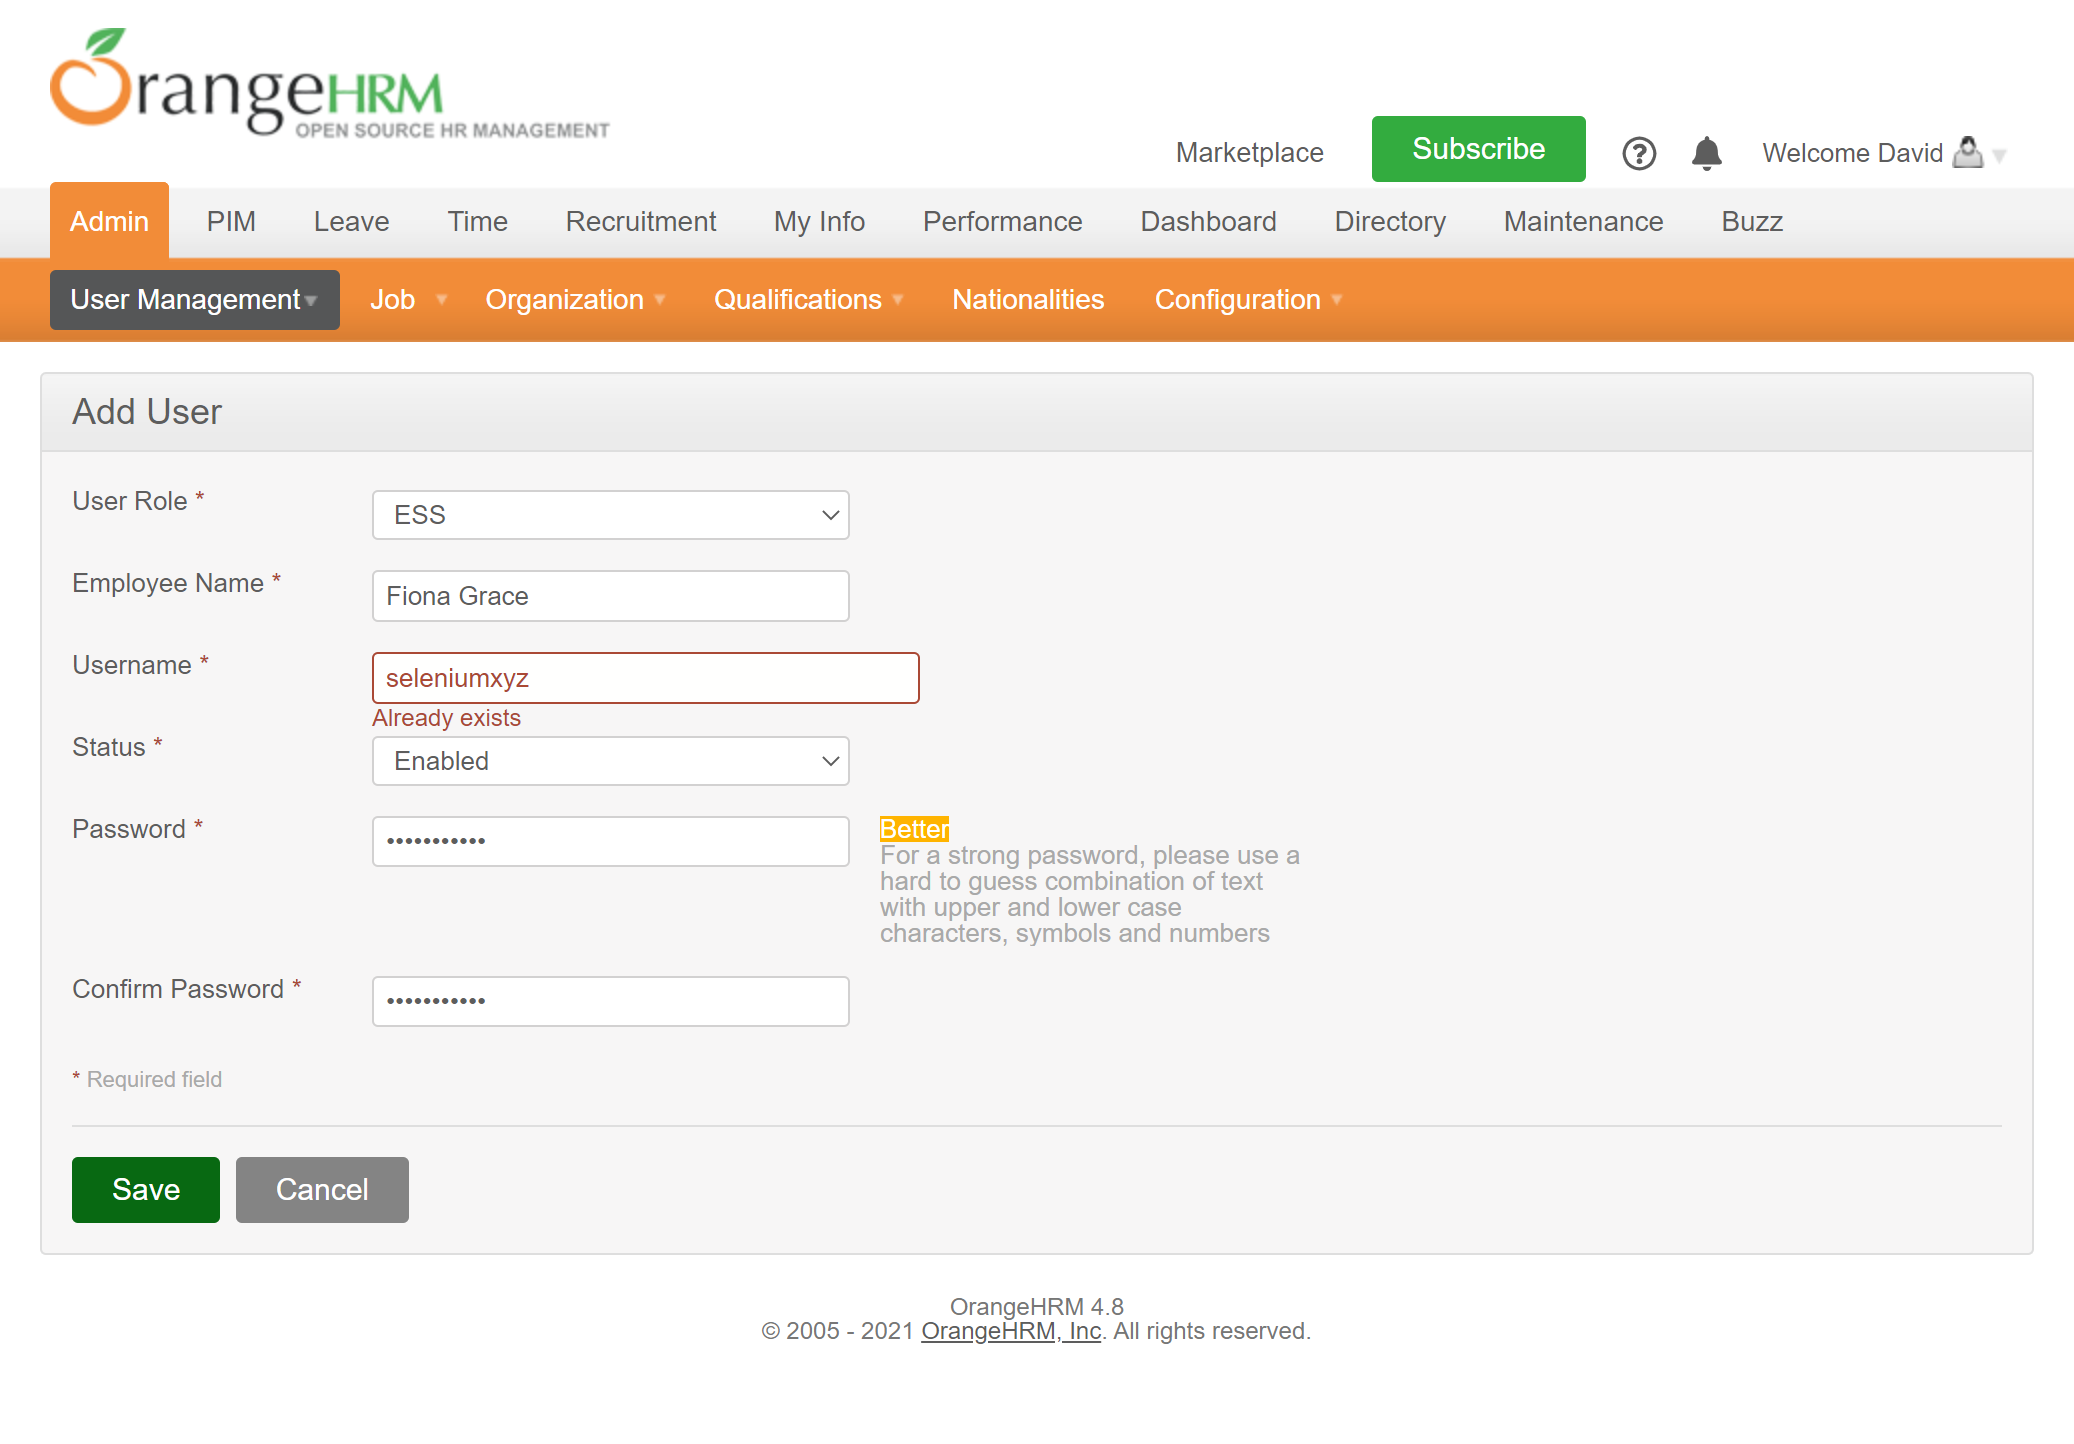 OrangeHRM
OPEN SOURCE HR MANAGEMENT
Marketplace
Subscribe
Welcome David
Admin
PIM
Leave
Time
Recruitment
My Info
Performance
Dashboard
Directory
Maintenance
Buzz
User Management
Job
Organization
Qualifications
Nationalities
Configuration
Add User
User Role *
ESS
Employee Name *
Fiona Grace
Username *
seleniumxyz
Already exists
Status *
Enabled
Password *
•••••••••••
Better
For a strong password, please use a
hard to guess combination of text
with upper and lower case
characters, symbols and numbers
Confirm Password *
•••••••••••
* Required field
Save
Cancel
OrangeHRM 4.8
© 2005 - 2021 OrangeHRM, Inc. All rights reserved.